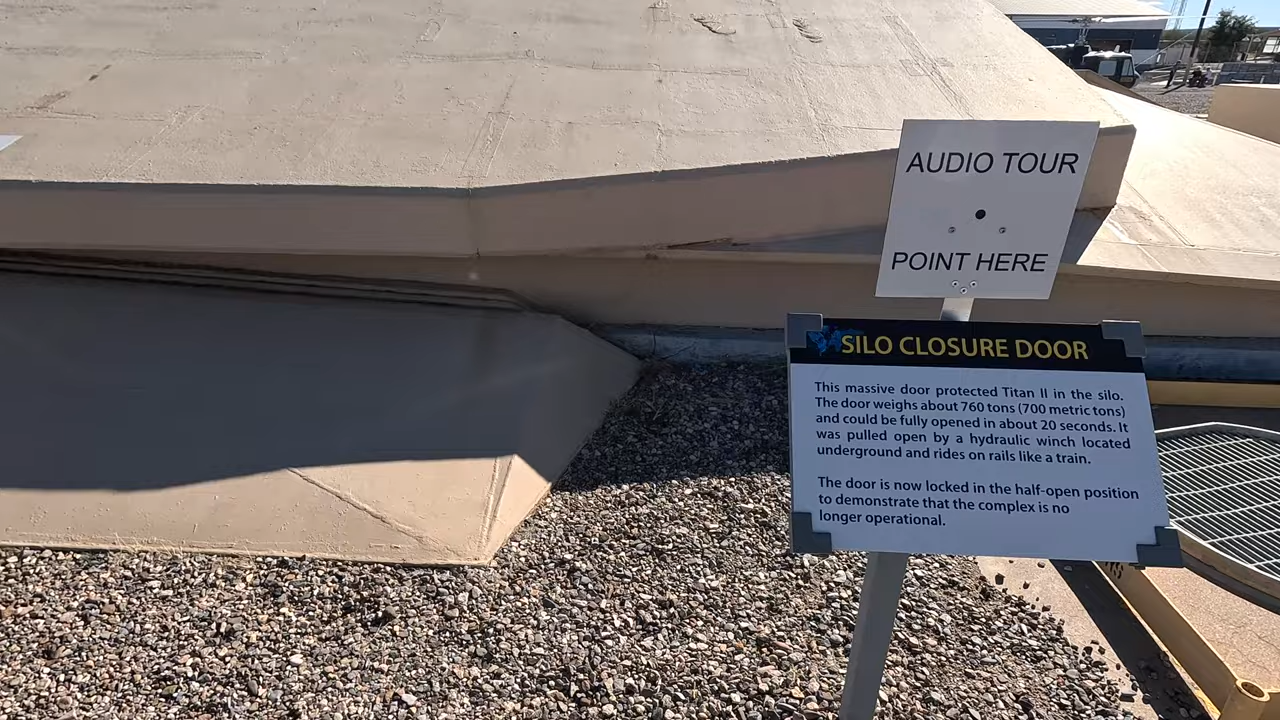 AUDIO TOUR
POINT HERE
SILO CLOSURE DOOR
This massive door protected Titan II in the silo.
The door weighs about 760 tons (700 metric tons)
and could be fully opened in about 20 seconds. It
was pulled open by a hydraulic winch located
underground and rides on rails like a train.
The door is now locked in the half-open position
to demonstrate that the complex is no
longer operational.